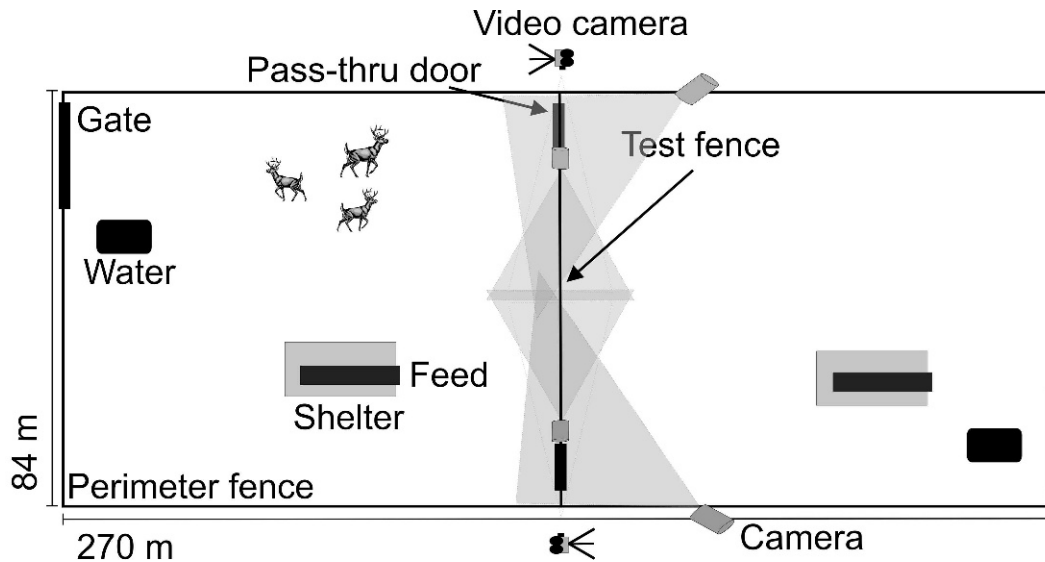 Video camera
Pass-thru door
Gate
Test fence
Water
Feed
Shelter
84 m
Perimeter fence
270 m
Camera